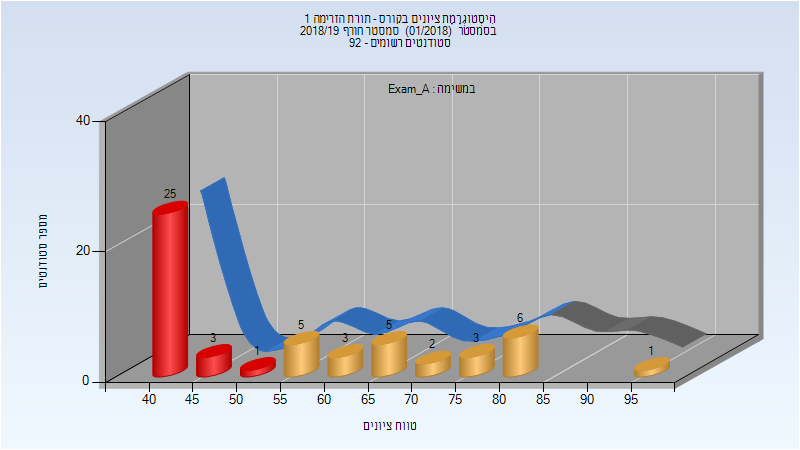 היסטוגרמת ציונים בקורס - תורת הזרימה 1
בסמסטר (01/2018) סמסטר חורף 2018/19
סטודנטים רשומים - 92
במשימה : Exam_A
מספר סטודנטים
40
20
0
25
3
1
5
3
5
2
3
6
1
40 45 50 55 60 65 70 75 80 85 90 95
טווח ציונים